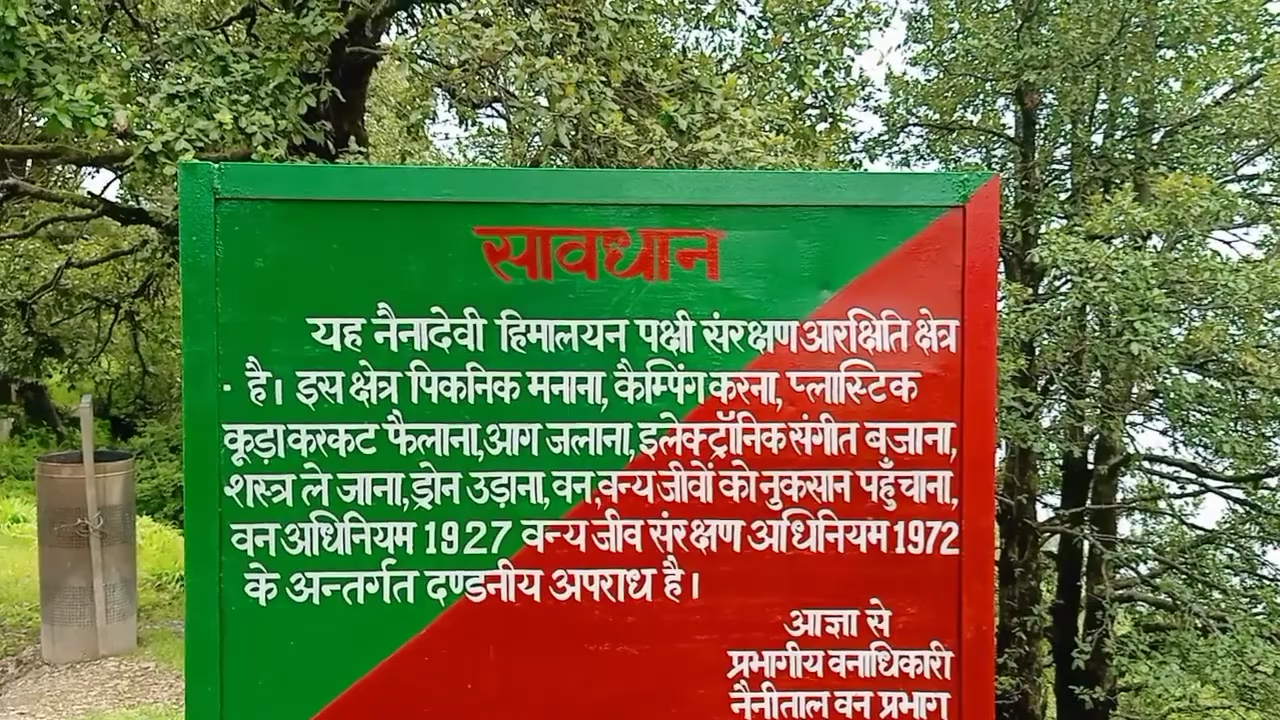 सावधान
यह नैनादेवी हिमालयन पक्षी संरक्षण आरक्षिति क्षेत्र
है। इस क्षेत्र पिकनिक मनाना, कैम्पिंग करना, प्लास्टिक
कूड़ा करकट फैलाना, आग जलाना, इलेक्ट्रॉनिक संगीत बजाना,
शस्त्र ले जाना, ड्रोन उड़ाना, वन, वन्य जीवों को नुकसान पहुँचाना,
वन अधिनियम 1927 वन्य जीव संरक्षण अधिनियम 1972
के अन्तर्गत दण्डनीय अपराध है।
आज्ञा से
प्रभागीय वनाधिकारी
नैनीताल वन प्रभाग